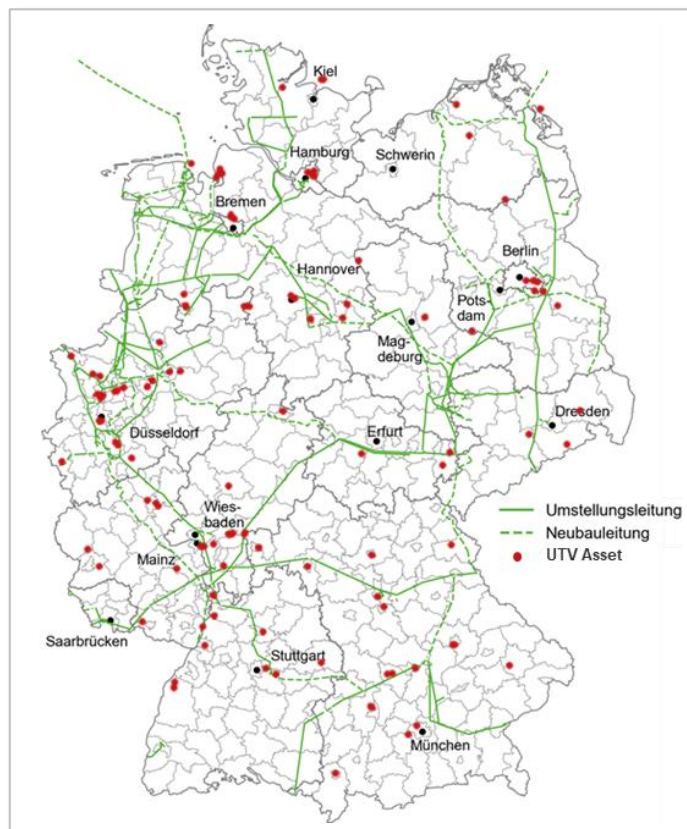 Kiel
Hamburg
Schwerin
Bremen
Berlin
Hannover
Pots-
dam
Mag-
deburg
Düsseldorf
Erfurt
Dresden
Wies-
baden
Mainz
Umstellungsleitung
Neubauleitung
UTV Asset
Saarbrücken
Stuttgart
München